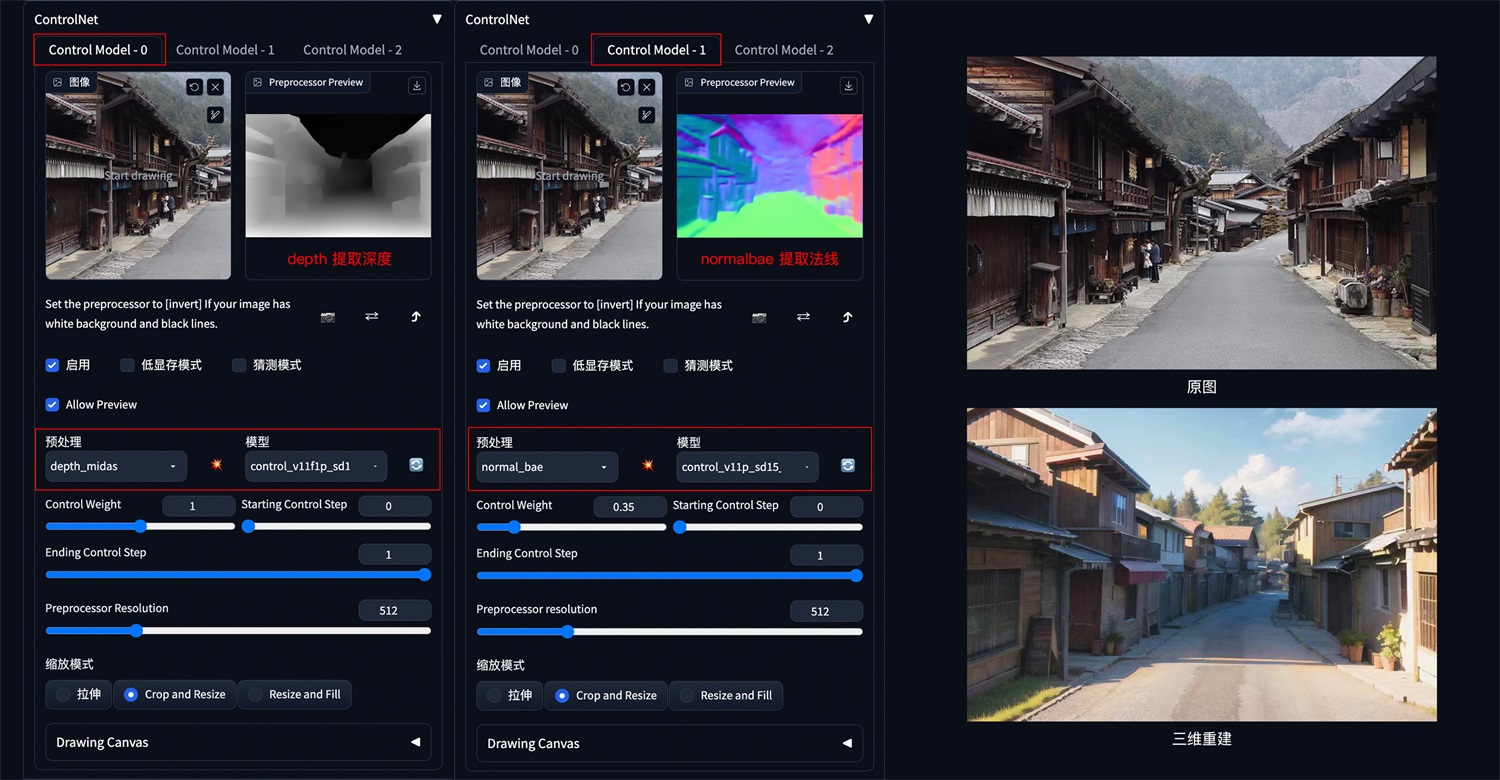 ControlNet
Control Model - 0
Control Model - 1
Control Model - 2
图像
Start drawing
Preprocessor Preview
depth 提取深度
Set the preprocessor to [invert] If your image has
white background and black lines.
启用
低显存模式
猜测模式
Allow Preview
预处理
模型
depth_midas
control_v11f1p_sd1
Control Weight
1
Starting Control Step
0
Ending Control Step
1
Preprocessor Resolution
512
缩放模式
拉伸
Crop and Resize
Resize and Fill
Drawing Canvas
ControlNet
Control Model - 0
Control Model - 1
Control Model - 2
图像
Start drawing
Preprocessor Preview
normalbae 提取法线
Set the preprocessor to [invert] If your image has
white background and black lines.
启用
低显存模式
猜测模式
Allow Preview
预处理
模型
normal_bae
control_v11p_sd15_
Control Weight
0.35
Starting Control Step
0
Ending Control Step
1
Preprocessor resolution
512
缩放模式
拉伸
Crop and Resize
Resize and Fill
Drawing Canvas
原图
三维重建